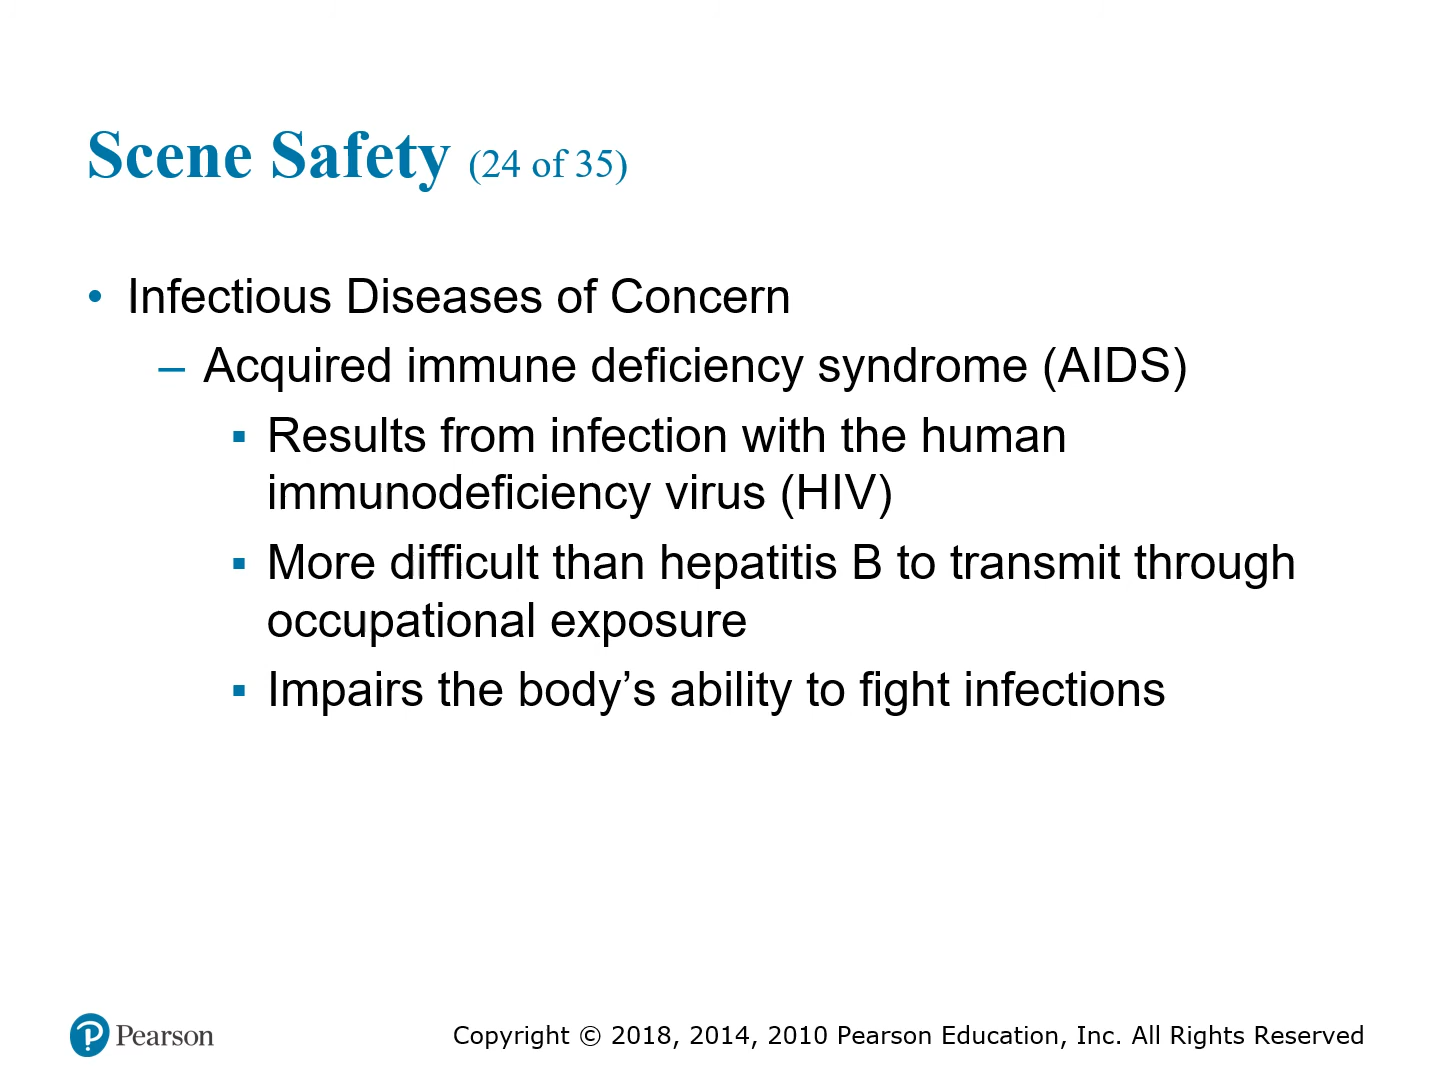 Scene Safety (24 of 35)
• Infectious Diseases of Concern
– Acquired immune deficiency syndrome (AIDS)
▪ Results from infection with the human
immunodeficiency virus (HIV)
▪ More difficult than hepatitis B to transmit through
occupational exposure
▪ Impairs the body’s ability to fight infections
Pearson
Copyright © 2018, 2014, 2010 Pearson Education, Inc. All Rights Reserved